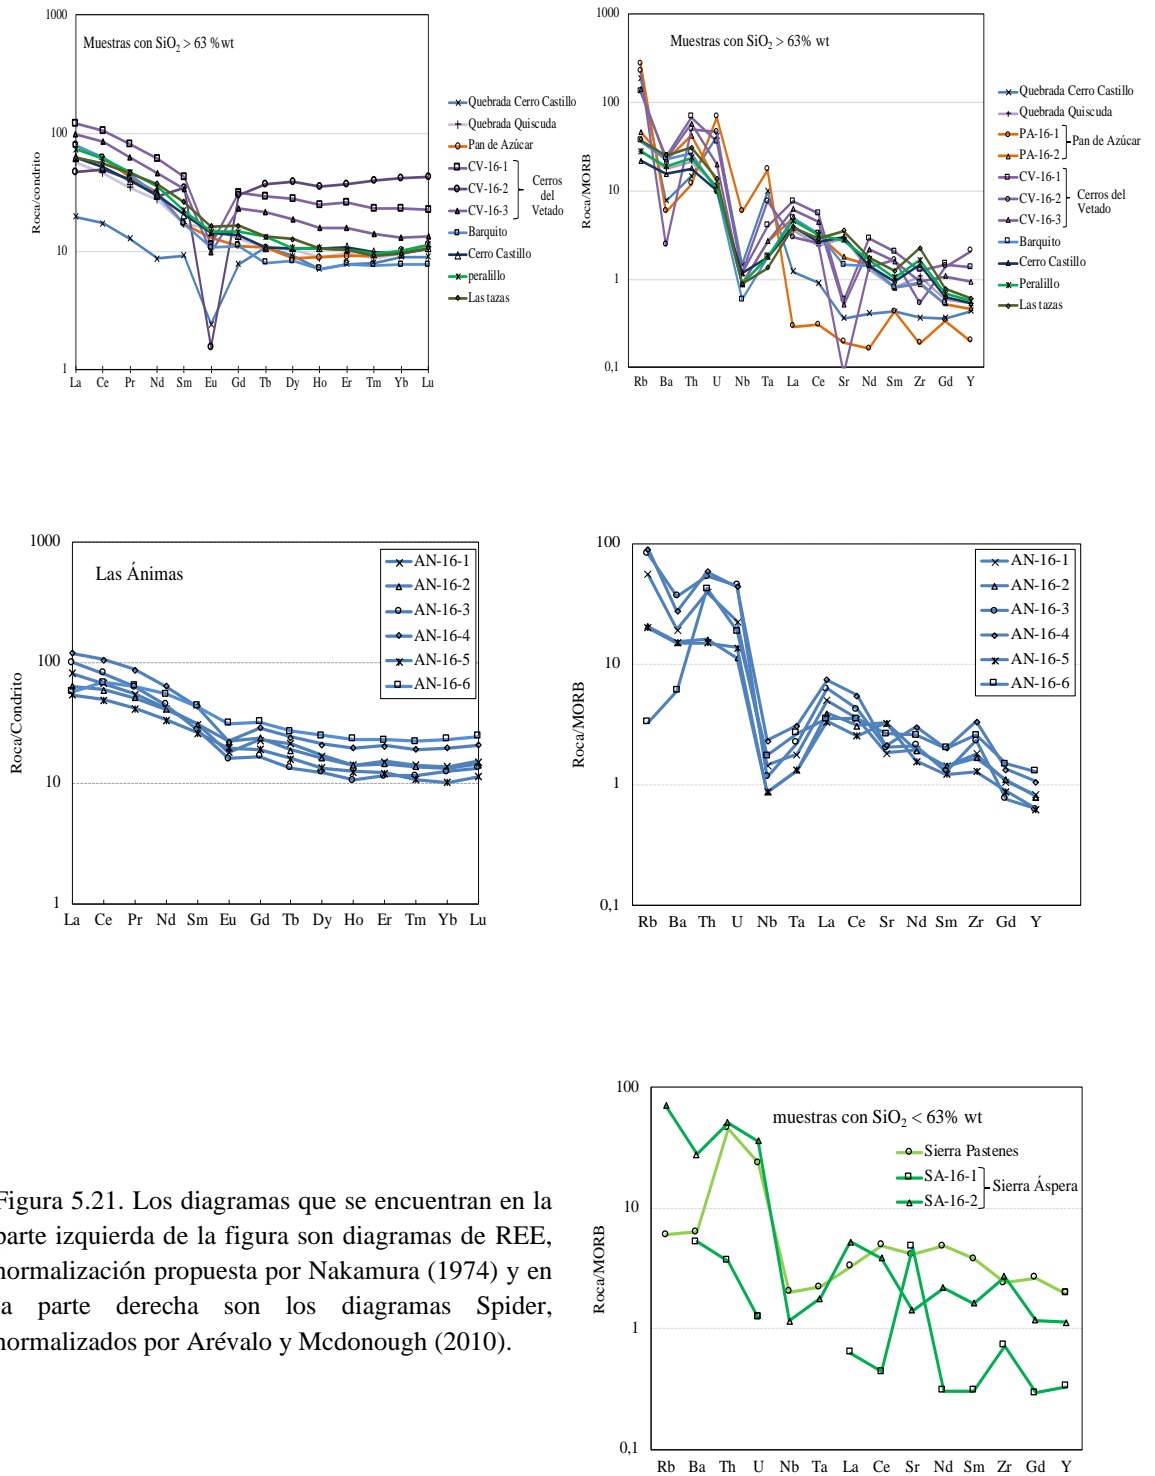 1000
100
10
1
Roca/condrito
Muestras con SiO2 > 63 %wt
La Ce Pr Nd Sm Eu Gd Tb Dy Ho Er Tm Yb Lu
Quebrada Cerro Castillo
Quebrada Quiscuda
Pan de Azúcar
CV-16-1
CV-16-2
CV-16-3
Cerros
del
Vetado
Barquito
Cerro Castillo
peralillo
Las tazas
1000
100
10
1
0,1
Roca/MORB
Muestras con SiO2 > 63% wt
Rb Ba Th U Nb Ta La Ce Sr Nd Sm Zr Gd Y
Quebrada Cerro Castillo
Quebrada Quiscuda
PA-16-1
PA-16-2
Pan de Azúcar
CV-16-1
CV-16-2
CV-16-3
Cerros del
Vetado
Barquito
Cerro Castillo
Peralillo
Las tazas
1000
100
10
1
Roca/Condrito
Las Ánimas
La Ce Pr Nd Sm Eu Gd Tb Dy Ho Er Tm Yb Lu
AN-16-1
AN-16-2
AN-16-3
AN-16-4
AN-16-5
AN-16-6
100
10
1
0,1
Roca/MORB
Rb Ba Th U Nb Ta La Ce Sr Nd Sm Zr Gd Y
AN-16-1
AN-16-2
AN-16-3
AN-16-4
AN-16-5
AN-16-6
Figura 5.21. Los diagramas que se encuentran en la
parte izquierda de la figura son diagramas de REE,
normalización propuesta por Nakamura (1974) y en
la parte derecha son los diagramas Spider,
normalizados por Arévalo y Mcdonough (2010).
100
10
1
0,1
Roca/MORB
muestras con SiO2 < 63% wt
Sierra Pastenes
SA-16-1
SA-16-2
Sierra Áspera
Rb Ba Th U Nb Ta La Ce Sr Nd Sm Zr Gd Y